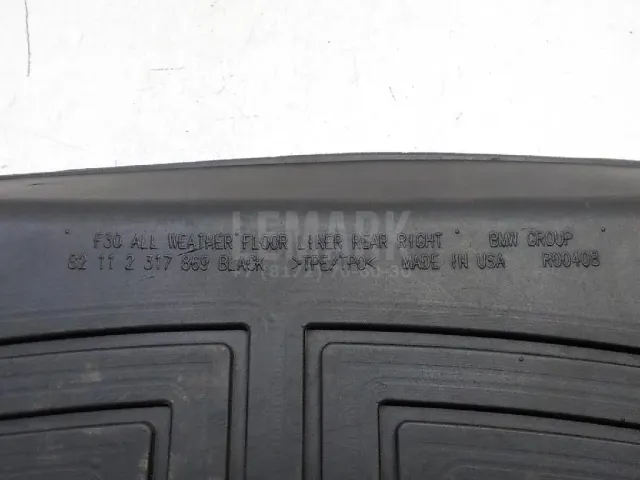 F30 ALL WEATHER FLOOR LINER REAR RIGHT BMW GROUP
82 11 2 317 869 BLACK >TPE/TPO< MADE IN USA R00408
LEMARK